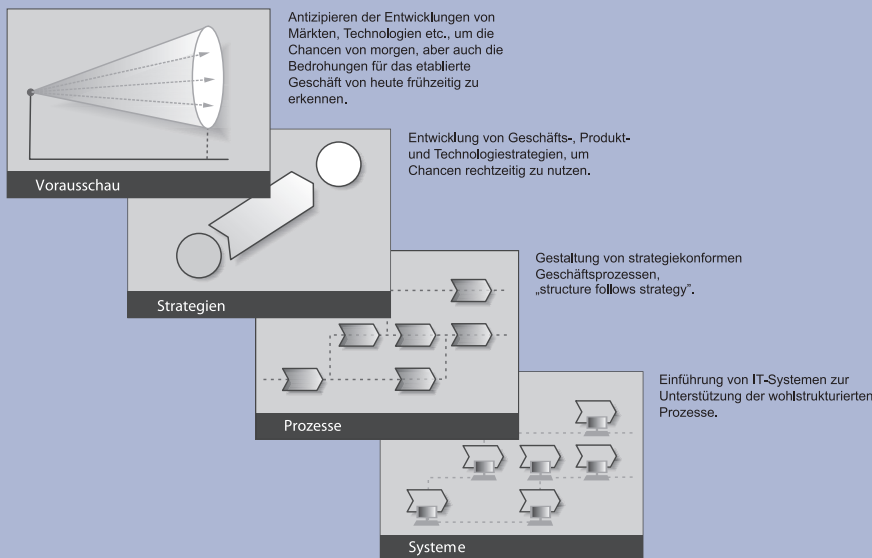 Antizipieren der Entwicklungen von
Märkten, Technologien etc., um die
Chancen von morgen, aber auch die
Bedrohungen für das etablierte
Geschäft von heute frühzeitig zu
erkennen.
Vorausschau
Entwicklung von Geschäfts-, Produkt-
und Technologiestrategien, um
Chancen rechtzeitig zu nutzen.
Strategien
Gestaltung von strategiekonformen
Geschäftsprozessen,
„structure follows strategy”.
Prozesse
Einführung von IT-Systemen zur
Unterstützung der wohlstrukturierten
Prozesse.
Systeme